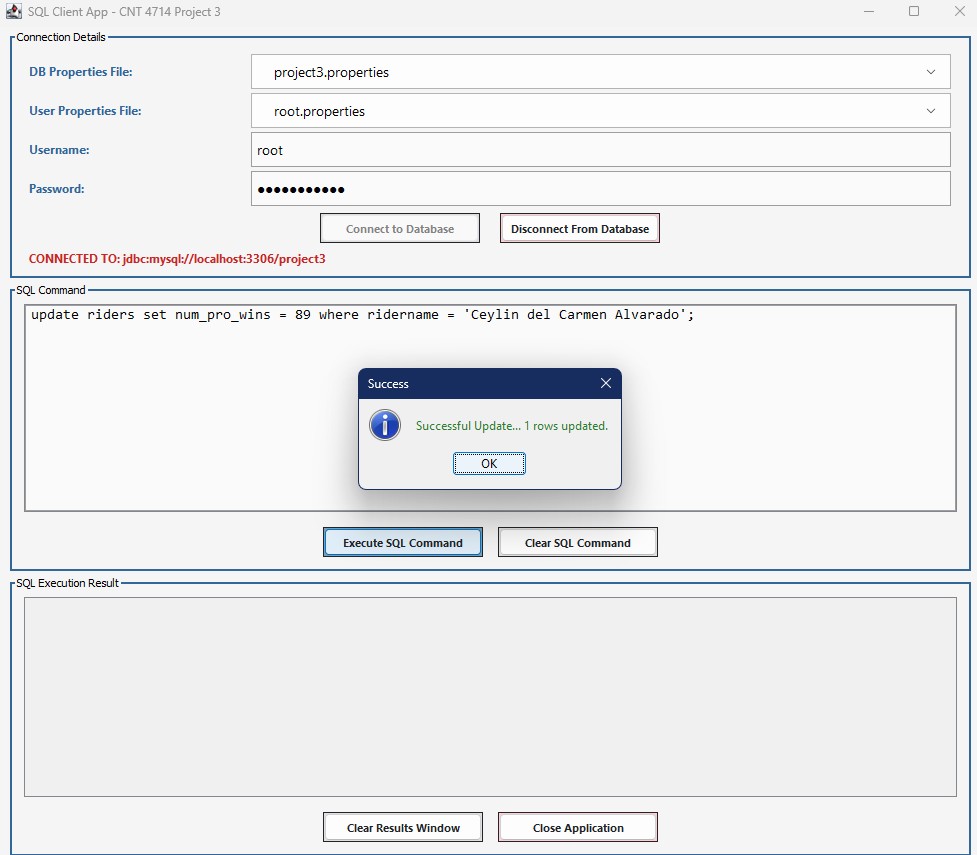 SQL Client App - CNT 4714 Project 3
Connection Details
DB Properties File:
project3.properties
User Properties File:
root.properties
Username:
root
Password:
●●●●●●●●●●●
Connect to Database
Disconnect From Database
CONNECTED TO: jdbc:mysql://localhost:3306/project3
SQL Command
update riders set num_pro_wins = 89 where ridername = 'Ceylin del Carmen Alvarado';
Success
Successful Update... 1 rows updated.
OK
Execute SQL Command
Clear SQL Command
SQL Execution Result
Clear Results Window
Close Application